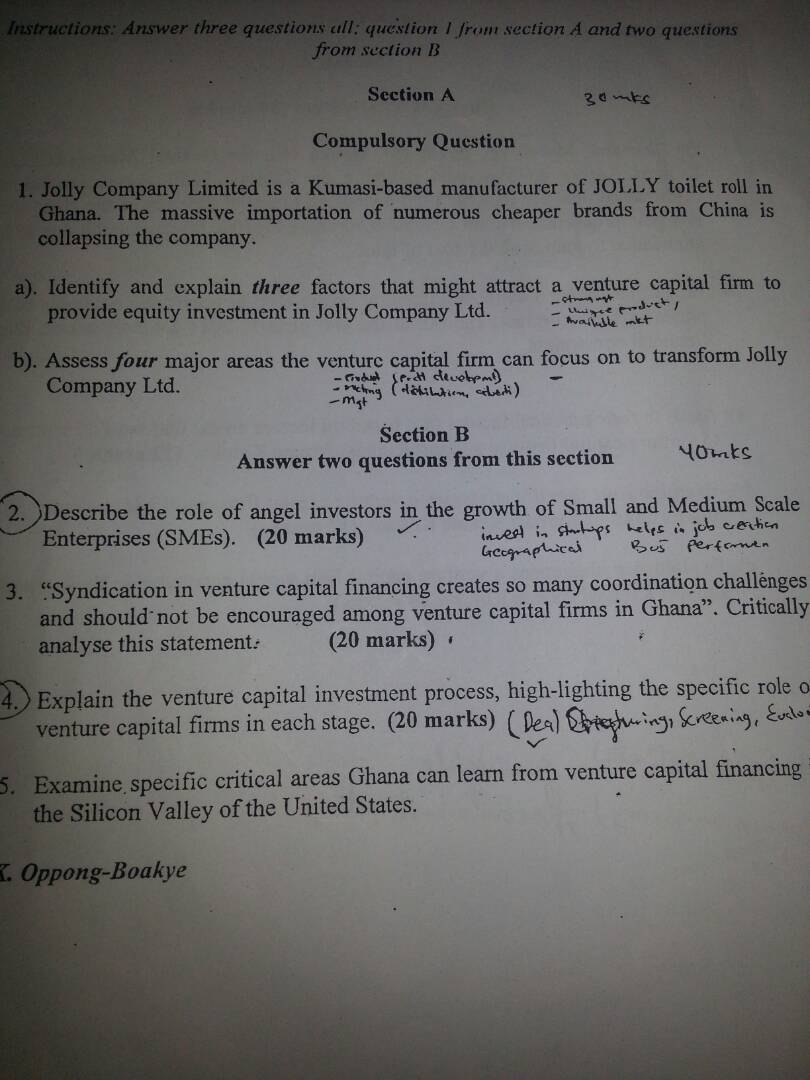 Instructions: Answer three questions all: question 1 from section A and two questions
from section B
Section A 30 mks
Compulsory Question
1. Jolly Company Limited is a Kumasi-based manufacturer of JOLLY toilet roll in
Ghana. The massive importation of numerous cheaper brands from China is
collapsing the company.
a). Identify and explain three factors that might attract a venture capital firm to
provide equity investment in Jolly Company Ltd.
- strong mgt
- unique product
- Available mkt
b). Assess four major areas the venture capital firm can focus on to transform Jolly
Company Ltd.
- Product
- mkting
- Mgt
Section B
Answer two questions from this section 40mks
2. Describe the role of angel investors in the growth of Small and Medium Scale
Enterprises (SMEs). (20 marks)
invest in startups helps in job creation
Geographical Bus
3. “Syndication in venture capital financing creates so many coordination challenges
and should not be encouraged among venture capital firms in Ghana”. Critically
analyse this statement. (20 marks)
4. Explain the venture capital investment process, high-lighting the specific role o
venture capital firms in each stage. (20 marks) (Deal Screening,
5. Examine specific critical areas Ghana can learn from venture capital financing
the Silicon Valley of the United States.
K. Oppong-Boakye